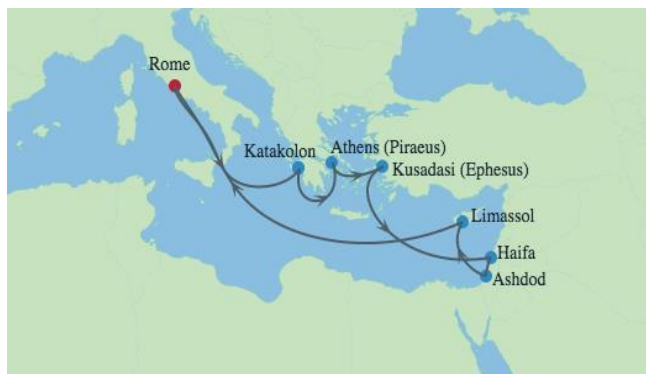 Rome
Katakolon
Athens (Piraeus)
Kusadasi (Ephesus)
Limassol
Haifa
Ashdod